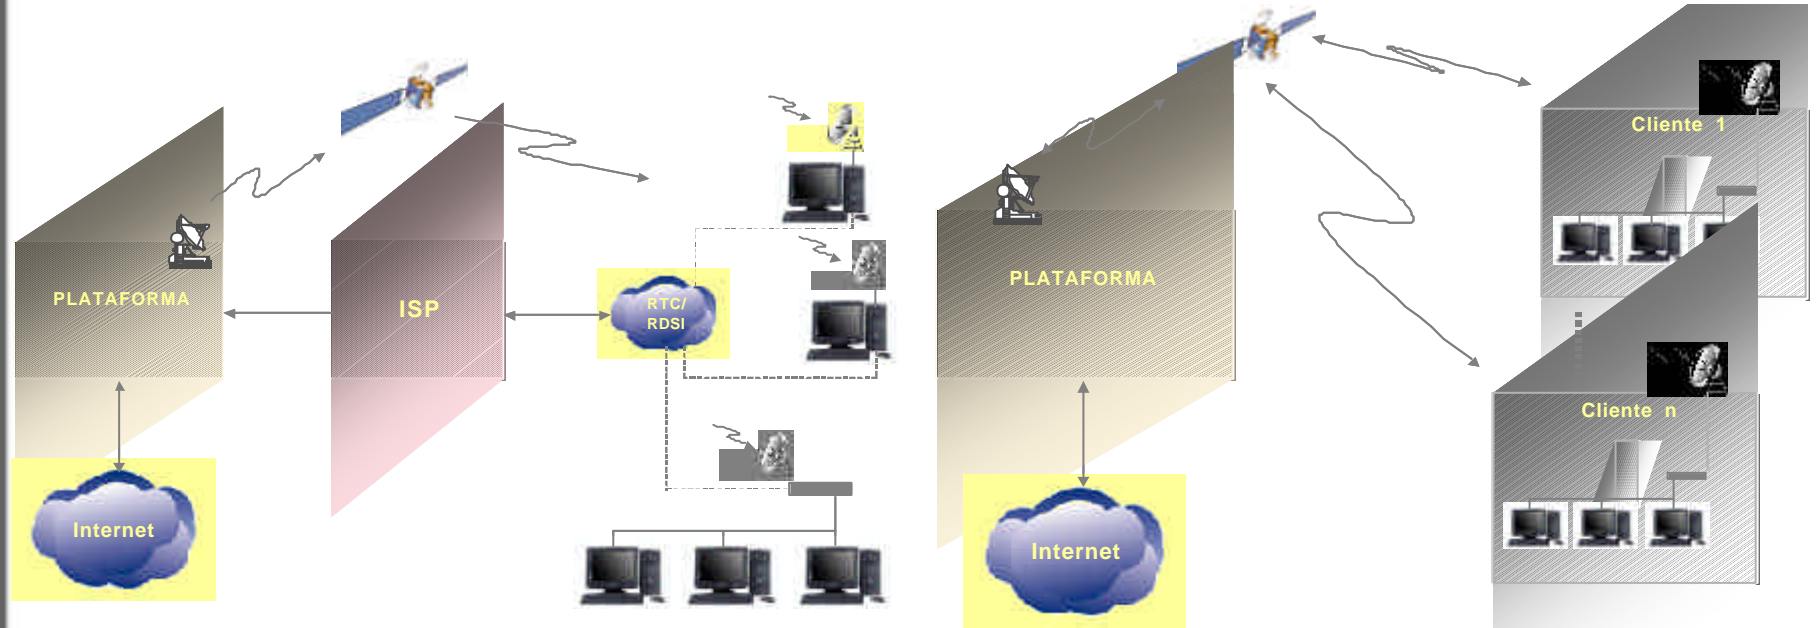 PLATAFORMA
ISP
RTC/
RDSI
Internet
PLATAFORMA
Internet
Cliente 1
Cliente n